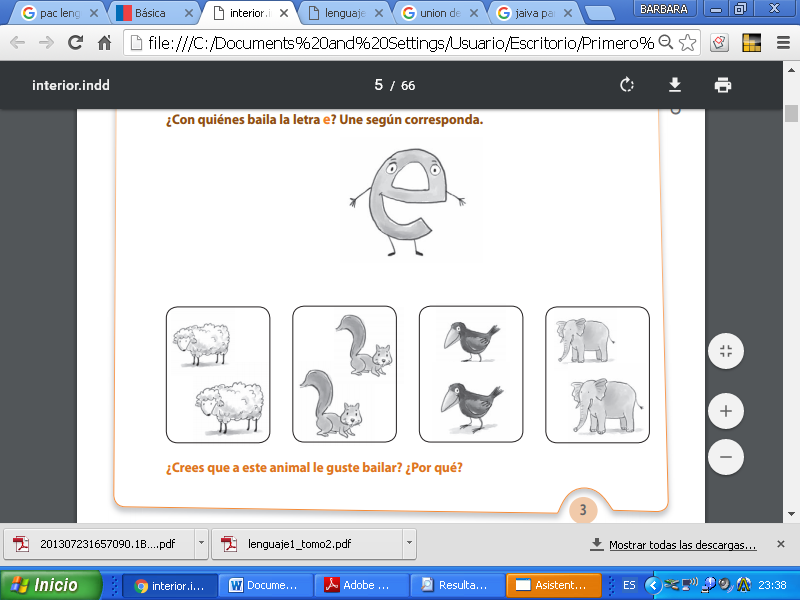 pac leng
Básica
interior.i
lenguaje
union de
jaiva pa
BARBARA
file:///C:/Documents%20and%20Settings/Usuario/Escritorio/Primero%
interior.indd
5 / 66
¿Con quiénes baila la letra e? Une según corresponda.
e
¿Crees que a este animal le guste bailar? ¿Por qué?
3
201307231657090.1B....pdf
lenguaje1_tomo2.pdf
Mostrar todas las descargas...
Inicio
interior.i...
Docume...
Adobe ...
Resulta...
Asistent...
ES
23:38